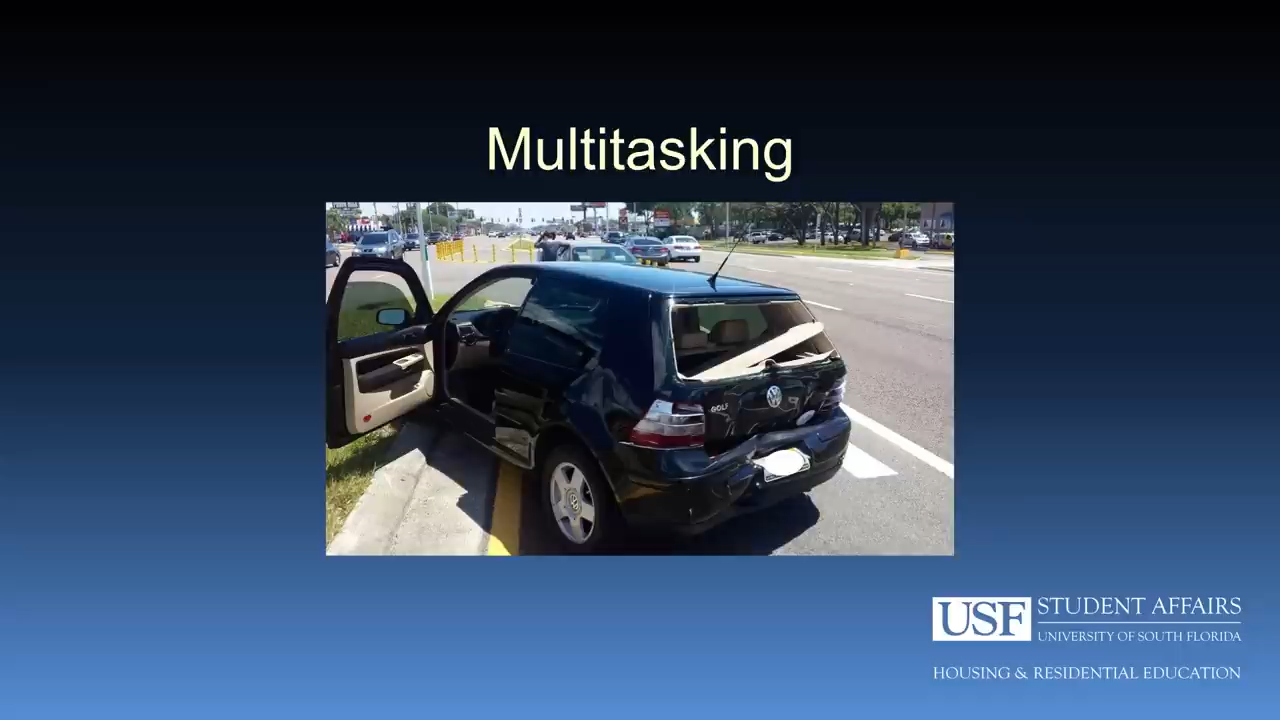 Multitasking
GOLF
USF STUDENT AFFAIRS
UNIVERSITY OF SOUTH FLORIDA
HOUSING & RESIDENTIAL EDUCATION